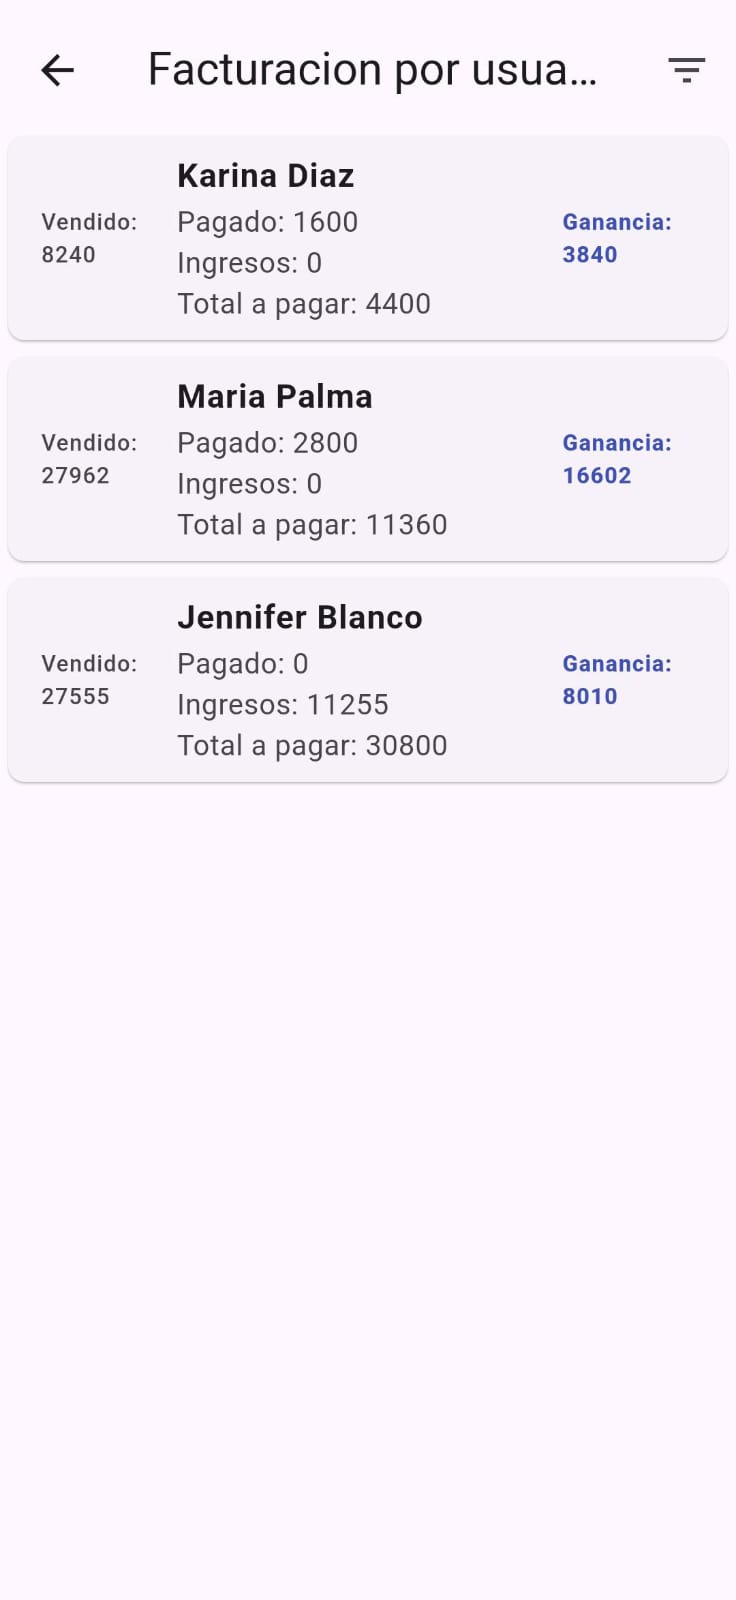 Facturacion por usua...
Karina Diaz
Vendido:
8240
Pagado: 1600
Ingresos: 0
Total a pagar: 4400
Ganancia:
3840
Maria Palma
Vendido:
27962
Pagado: 2800
Ingresos: 0
Total a pagar: 11360
Ganancia:
16602
Jennifer Blanco
Vendido:
27555
Pagado: 0
Ingresos: 11255
Total a pagar: 30800
Ganancia:
8010